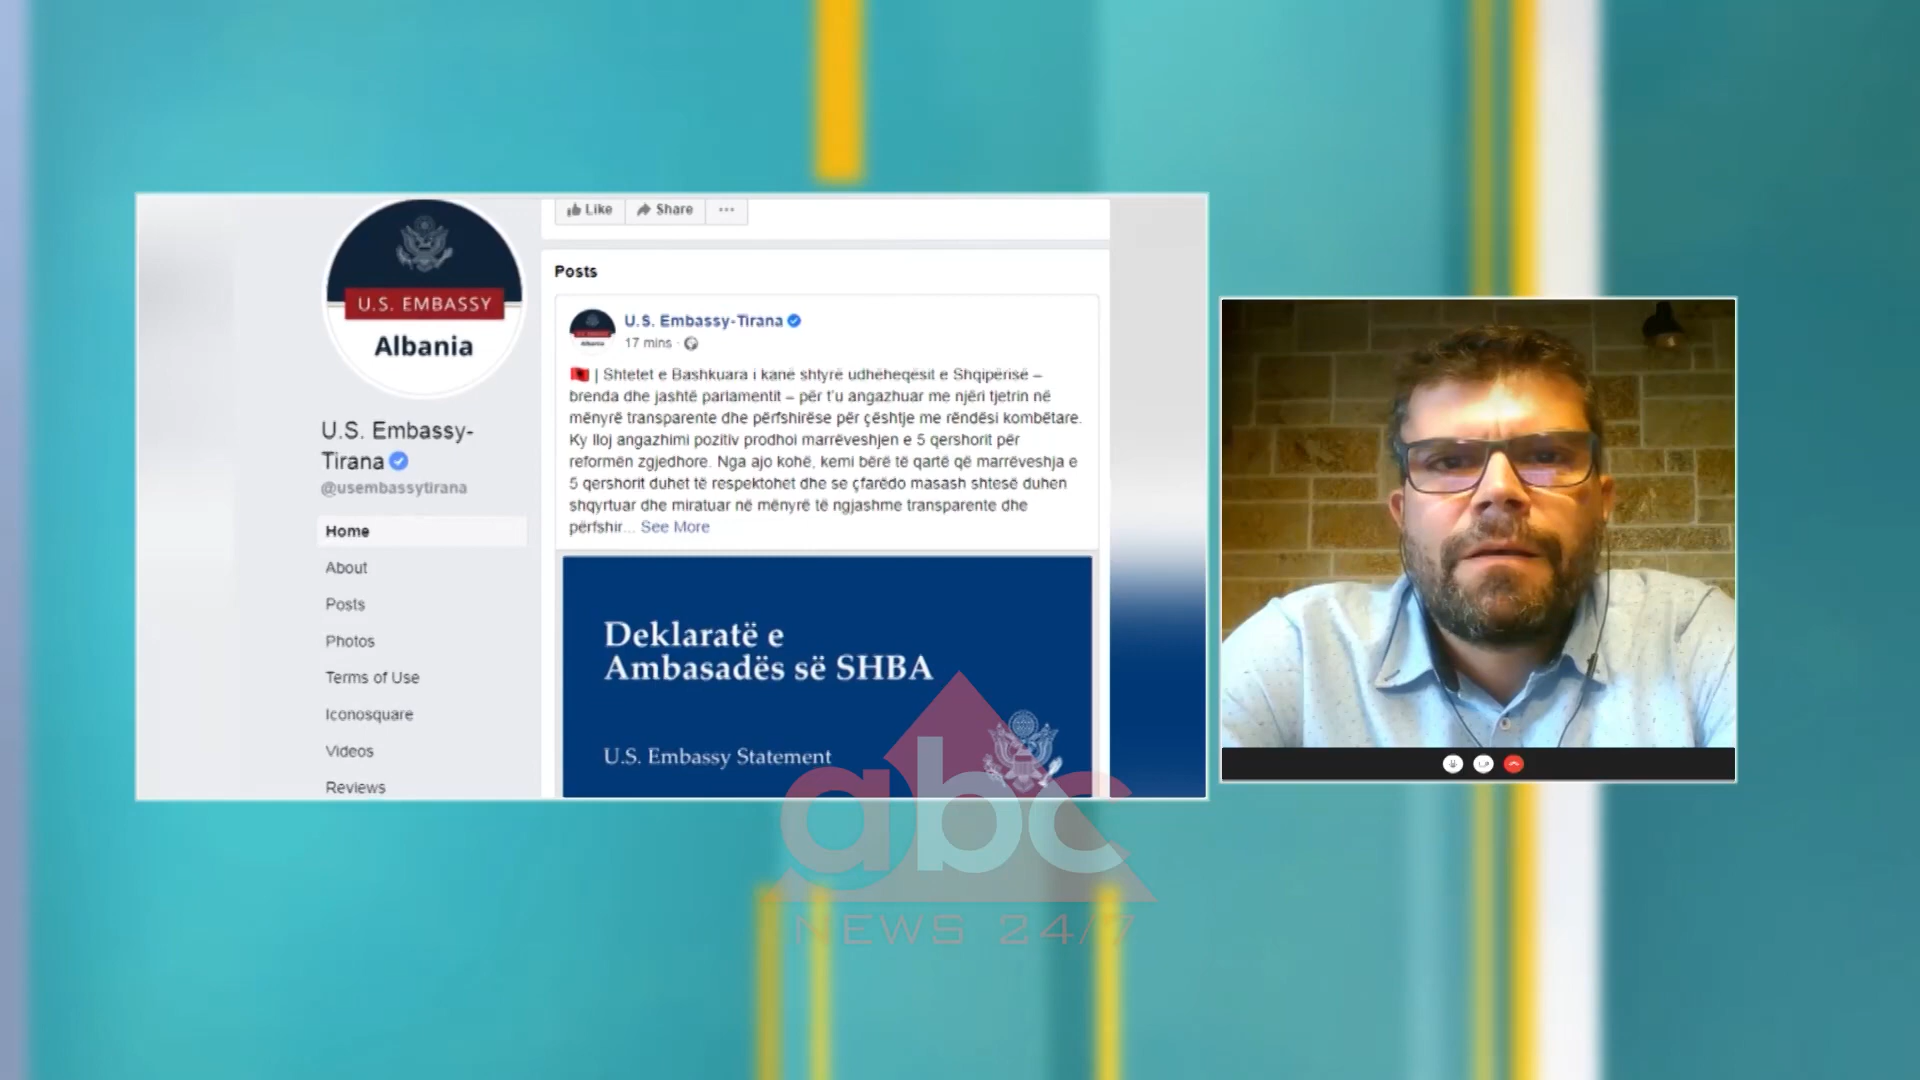 Like
Share
U.S. EMBASSY
Albania
U.S. Embassy-
Tirana
@usembassytirana
Home
About
Posts
Photos
Terms of Use
Iconosquare
Videos
Reviews
Posts
U.S. Embassy-Tirana
17 mins ·
| Shtetet e Bashkuara i kanë shtyrë udhëheqësit e Shqipërisë –
brenda dhe jashtë parlamentit – për t'u angazhuar me njëri tjetrin në
mënyrë transparente dhe përfshirëse për çështje me rëndësi kombëtare.
Ky lloj angazhimi pozitiv prodhoi marrëveshjen e 5 qershorit për
reformën zgjedhore. Nga ajo kohë, kemi bërë të qartë që marrëveshja e
5 qershorit duhet të respektohet dhe se çfarëdo masash shtesë duhen
shqyrtuar dhe miratuar në mënyrë të ngjashme transparente dhe
përfshir... See More
Deklaratë e
Ambasadës së SHBA
U.S. Embassy Statement
abc
NEWS 24/7